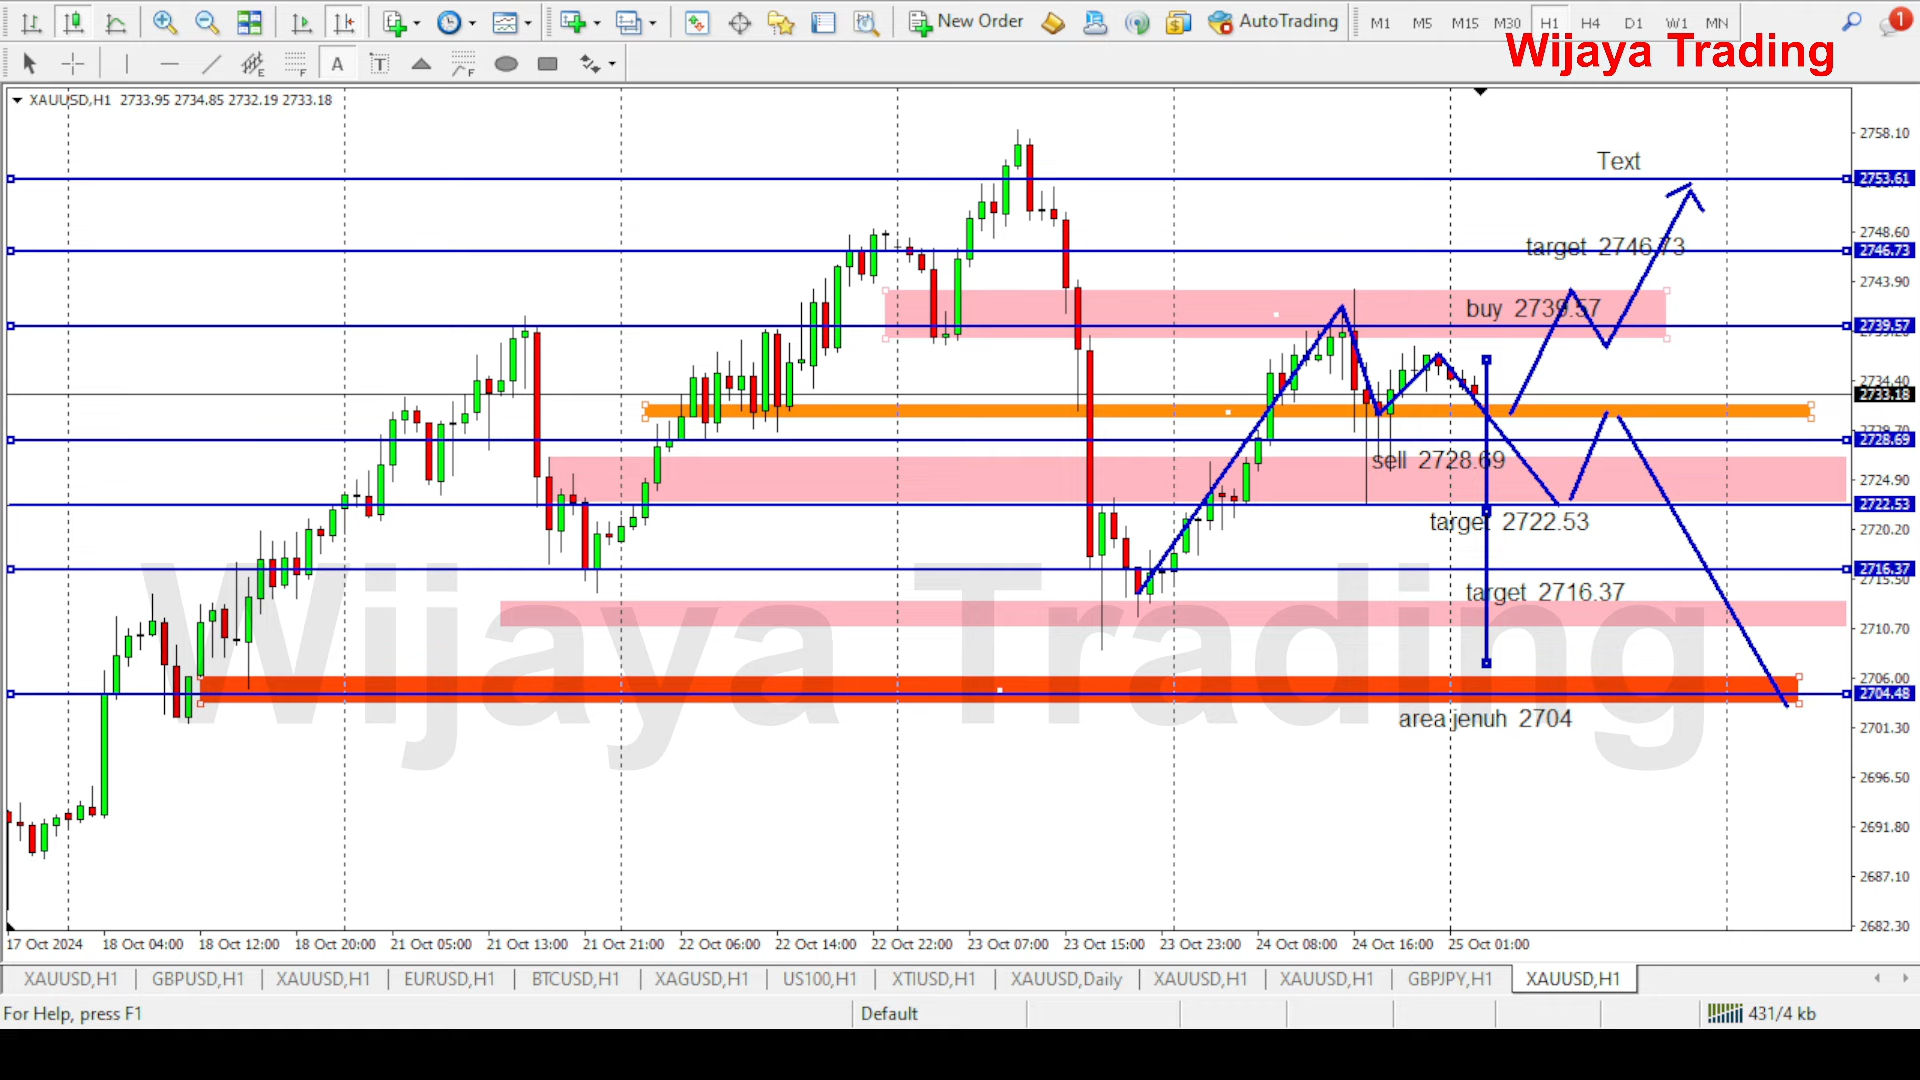 New Order
AutoTrading
M1 M5 M15 M30 H1 H4 D1 W1 MN
1
Wijaya Trading
A
T
E
F
F
XAUUSD,H1 2733.95 2734.85 2732.19 2733.18
2758.10
Text
2753.61
2748.60
target 2746.73
2746.73
2743.90
buy 2739.57
2739.57
2734.40
2733.18
2728.69
sell 2728.69
2724.90
2722.53
target 2722.53
2720.20
2716.37
target 2716.37
Wijaya Trading
2710.70
2706.00
2704.48
area jenuh 2704
2701.30
2696.50
2691.80
2687.10
2682.30
17 Oct 2024 18 Oct 04:00 18 Oct 12:00 18 Oct 20:00 21 Oct 05:00 21 Oct 13:00 21 Oct 21:00 22 Oct 06:00 22 Oct 14:00 22 Oct 22:00 23 Oct 07:00 23 Oct 15:00 23 Oct 23:00 24 Oct 08:00 24 Oct 16:00 25 Oct 01:00
XAUUSD,H1 GBPUSD,H1 XAUUSD,H1 EURUSD,H1 BTCUSD,H1 XAGUSD,H1 US100,H1 XTIUSD,H1 XAUUSD,Daily XAUUSD,H1 XAUUSD,H1 GBPJPY,H1 XAUUSD,H1
For Help, press F1
Default
431/4 kb